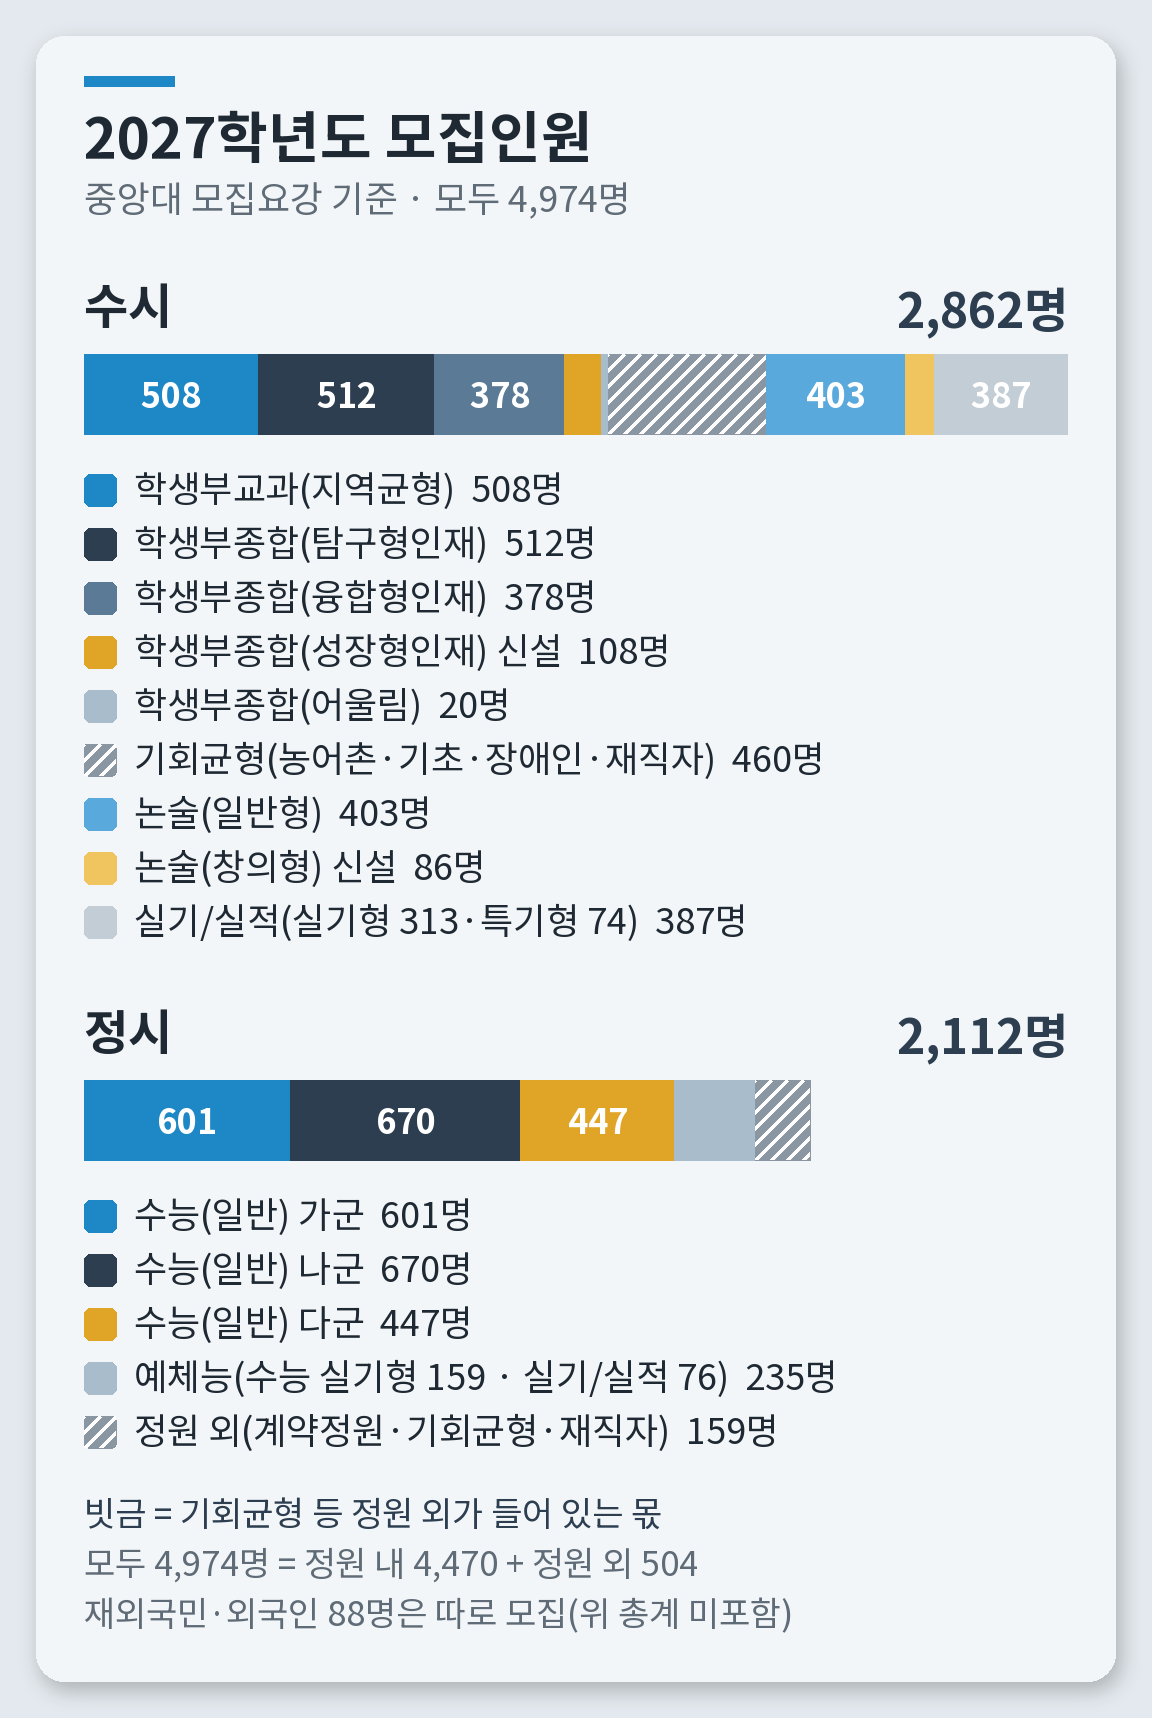 2027학년도 모집인원
중앙대 모집요강 기준 · 모두 4,974명
수시 2,862명
508 512 378 403 387
학생부교과(지역균형) 508명
학생부종합(탐구형인재) 512명
학생부종합(융합형인재) 378명
학생부종합(성장형인재) 신설 108명
학생부종합(어울림) 20명
기회균형(농어촌·기초·장애인·재직자) 460명
논술(일반형) 403명
논술(창의형) 신설 86명
실기/실적(실기형 313·특기형 74) 387명
정시 2,112명
601 670 447
수능(일반) 가군 601명
수능(일반) 나군 670명
수능(일반) 다군 447명
예체능(수능 실기형 159 · 실기/실적 76) 235명
정원 외(계약정원·기회균형·재직자) 159명
빗금 = 기회균형 등 정원 외가 들어 있는 몫
모두 4,974명 = 정원 내 4,470 + 정원 외 504
재외국민·외국인 88명은 따로 모집(위 총계 미포함)